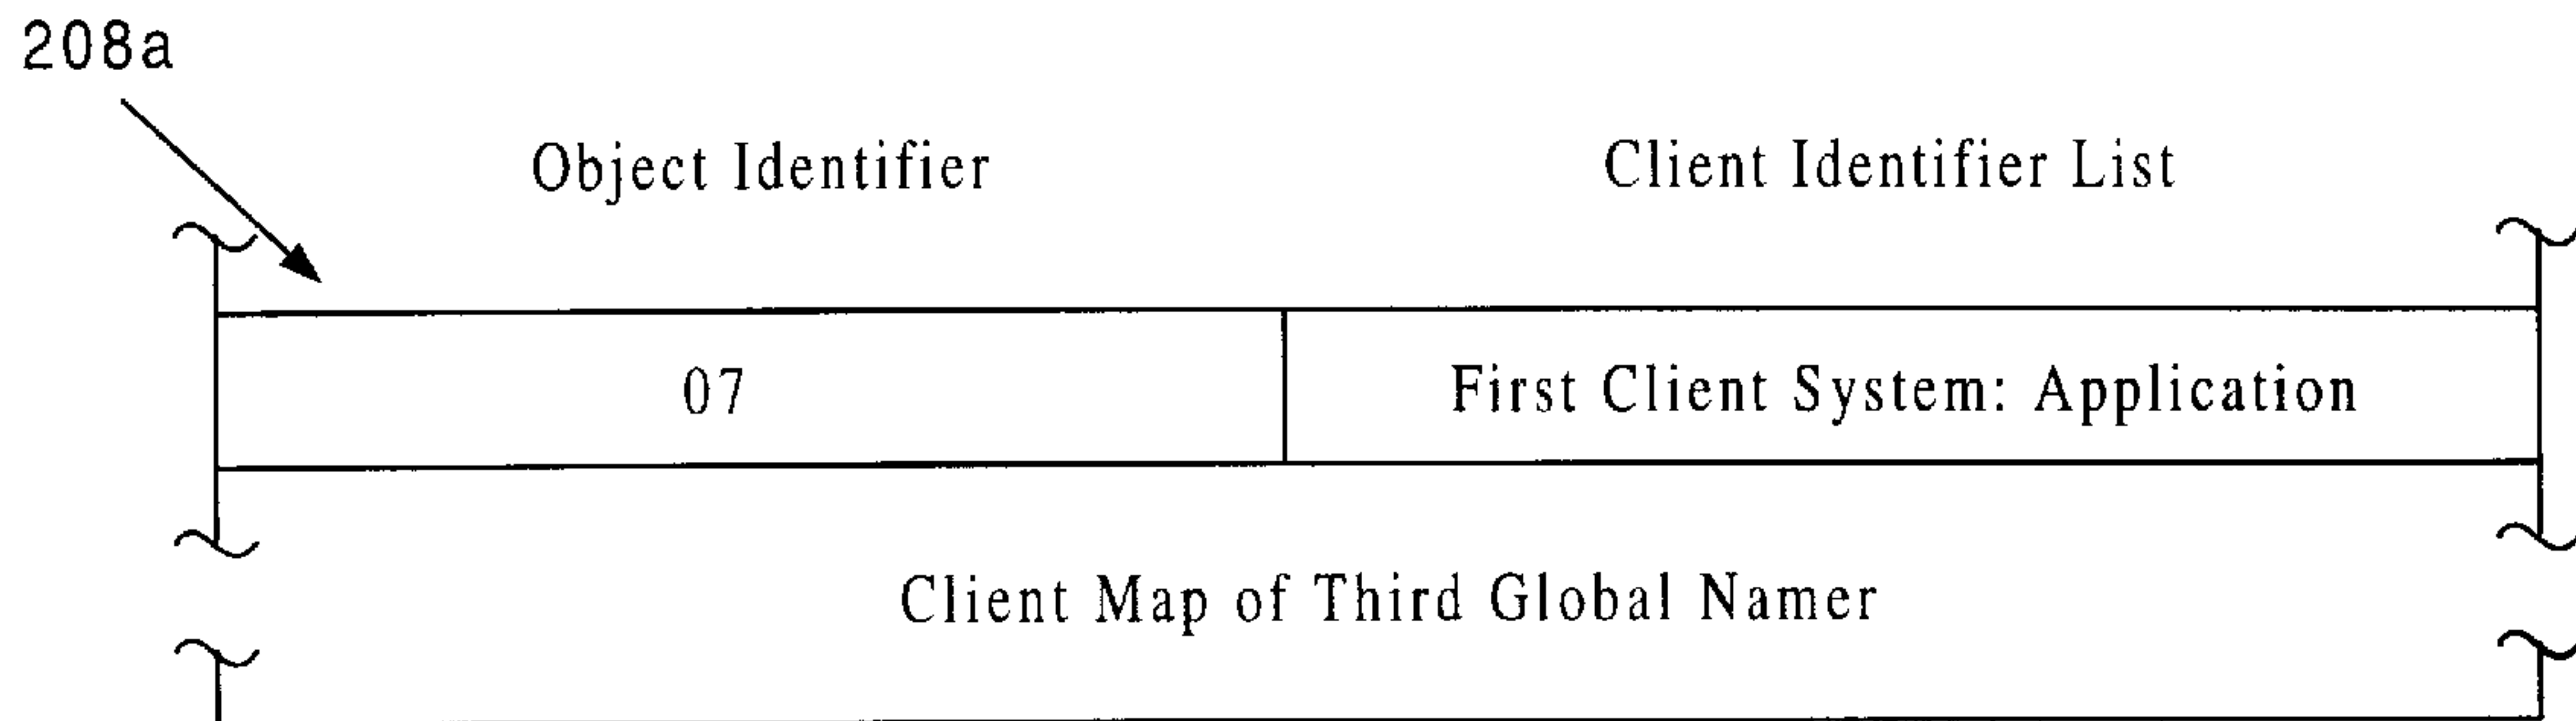 208a
Object Identifier Client Identifier List
07 First Client System: Application
Client Map of Third Global Namer